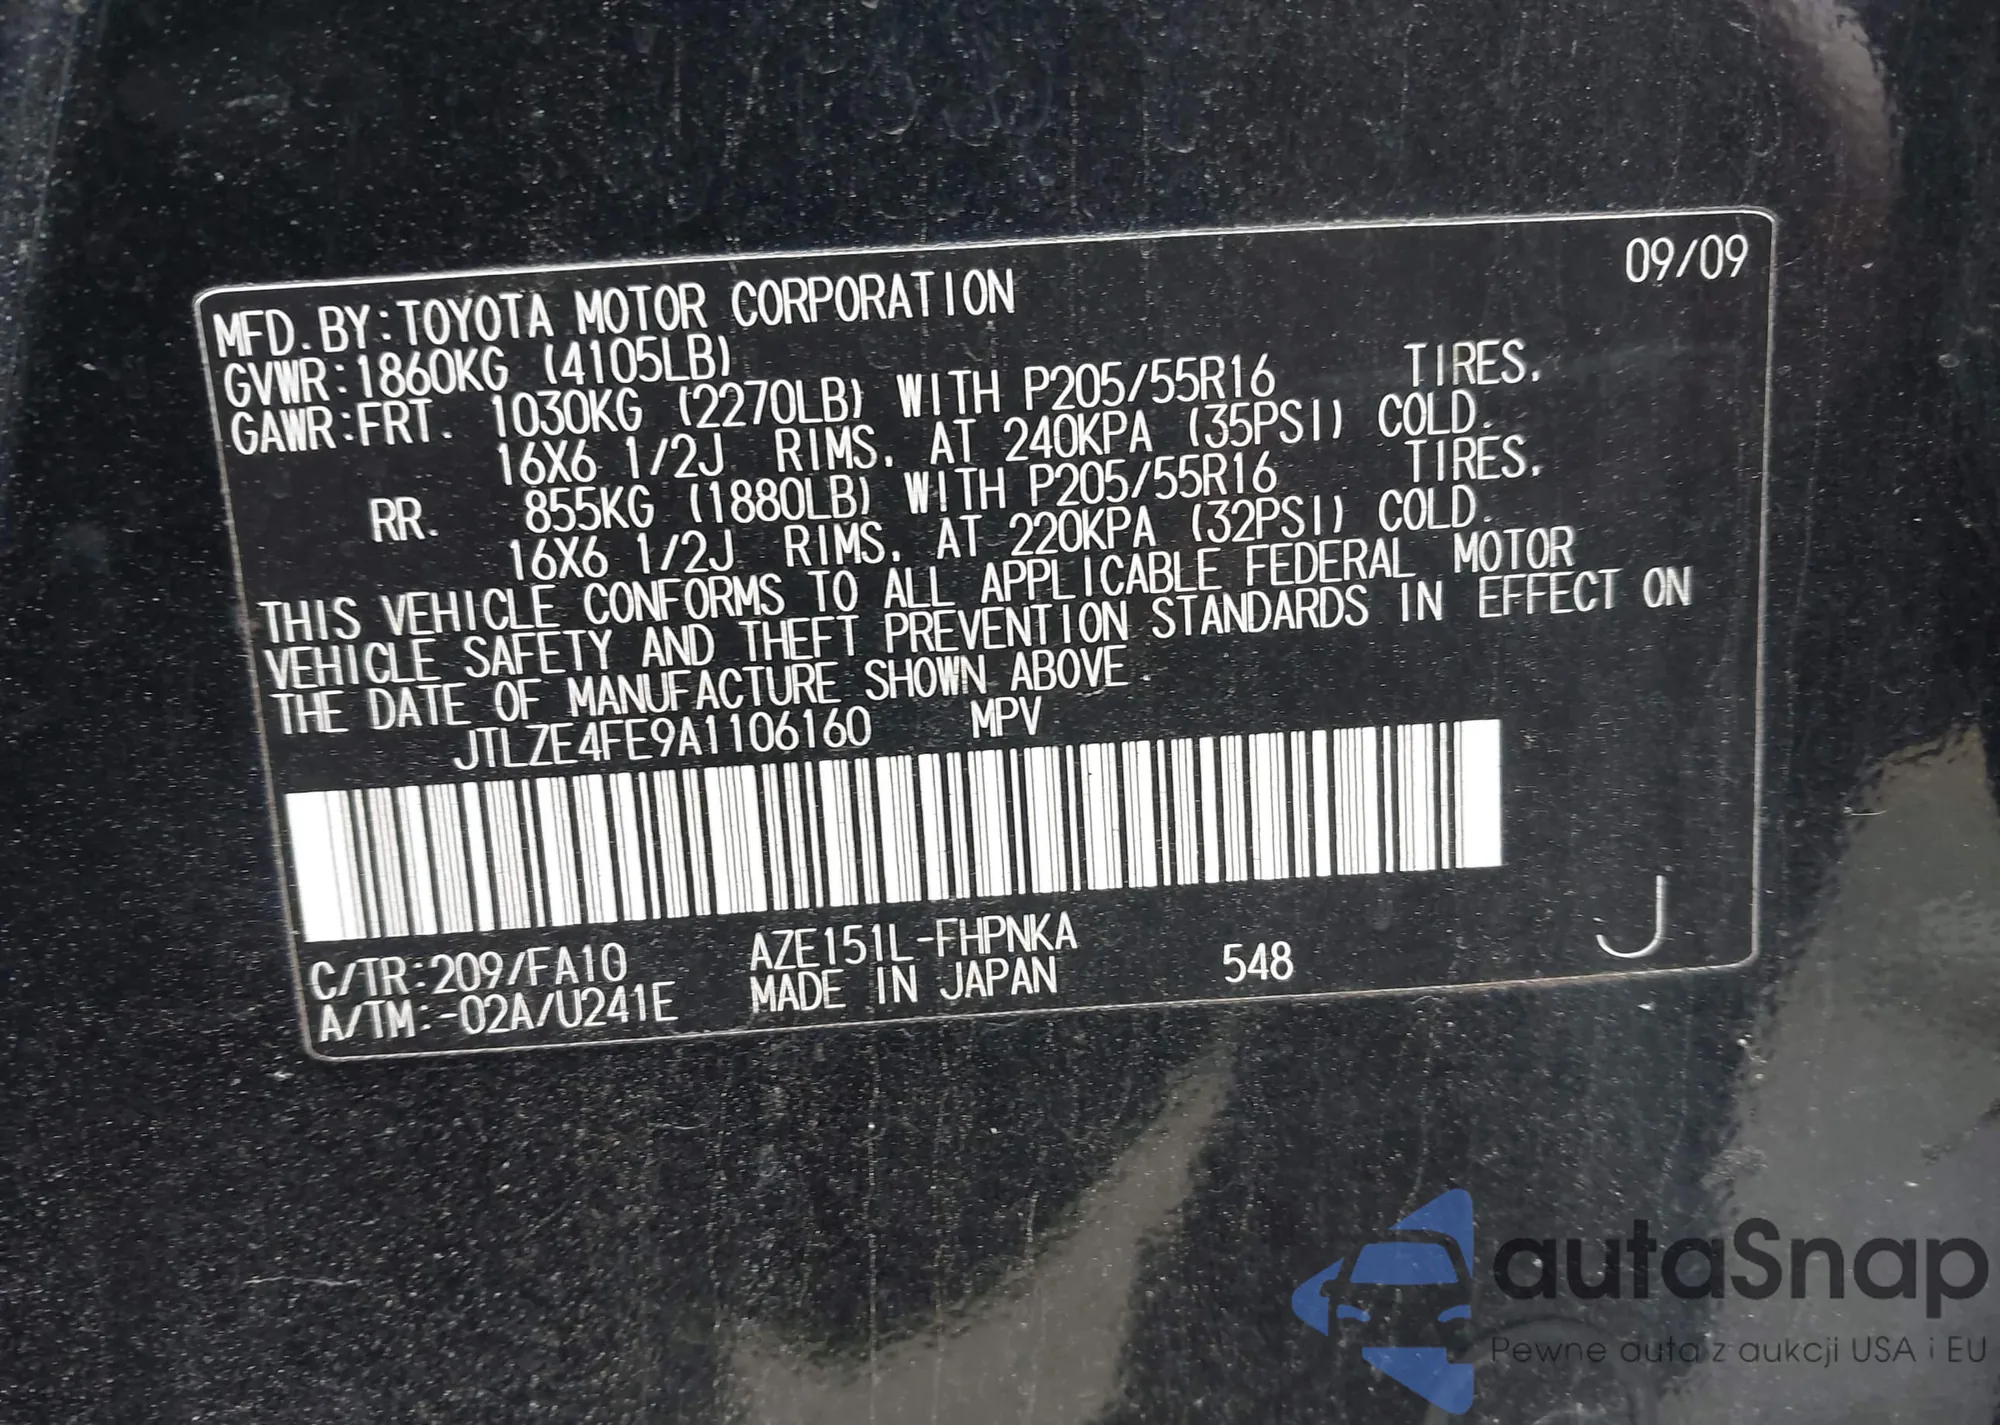 09/09
MFD.BY:TOYOTA MOTOR CORPORATION
GVWR:1860KG (4105LB)
GAWR:FRT. 1030KG (2270LB) WITH P205/55R16 TIRES,
16X6 1/2J RIMS, AT 240KPA (35PSI) COLD.
RR. 855KG (1880LB) WITH P205/55R16 TIRES,
16X6 1/2J RIMS, AT 220KPA (32PSI) COLD.
THIS VEHICLE CONFORMS TO ALL APPLICABLE FEDERAL MOTOR
VEHICLE SAFETY AND THEFT PREVENTION STANDARDS IN EFFECT ON
THE DATE OF MANUFACTURE SHOWN ABOVE.
JTLZE4FE9A1106160 MPV
C/TR:209/FA10 AZE151L-FHPNKA
A/TM:-02A/U241E MADE IN JAPAN 548 J
autaSnap
Pewne auta z aukcji USA i EU